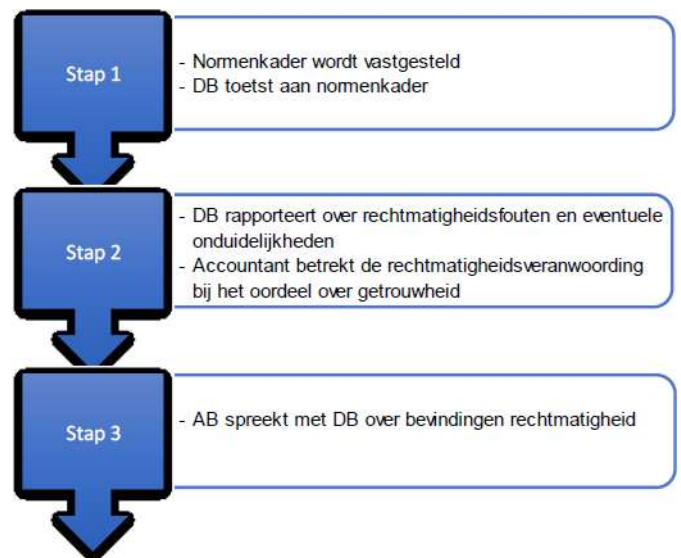 Stap 1
- Normenkader wordt vastgesteld
- DB toetst aan normenkader
Stap 2
- DB rapporteert over rechtmatigheidsfouten en eventuele
onduidelijkheden
- Accountant betrekt de rechtmatigheidsveranwoording
bij het oordeel over getrouwheid
Stap 3
- AB spreekt met DB over bevindingen rechtmatigheid